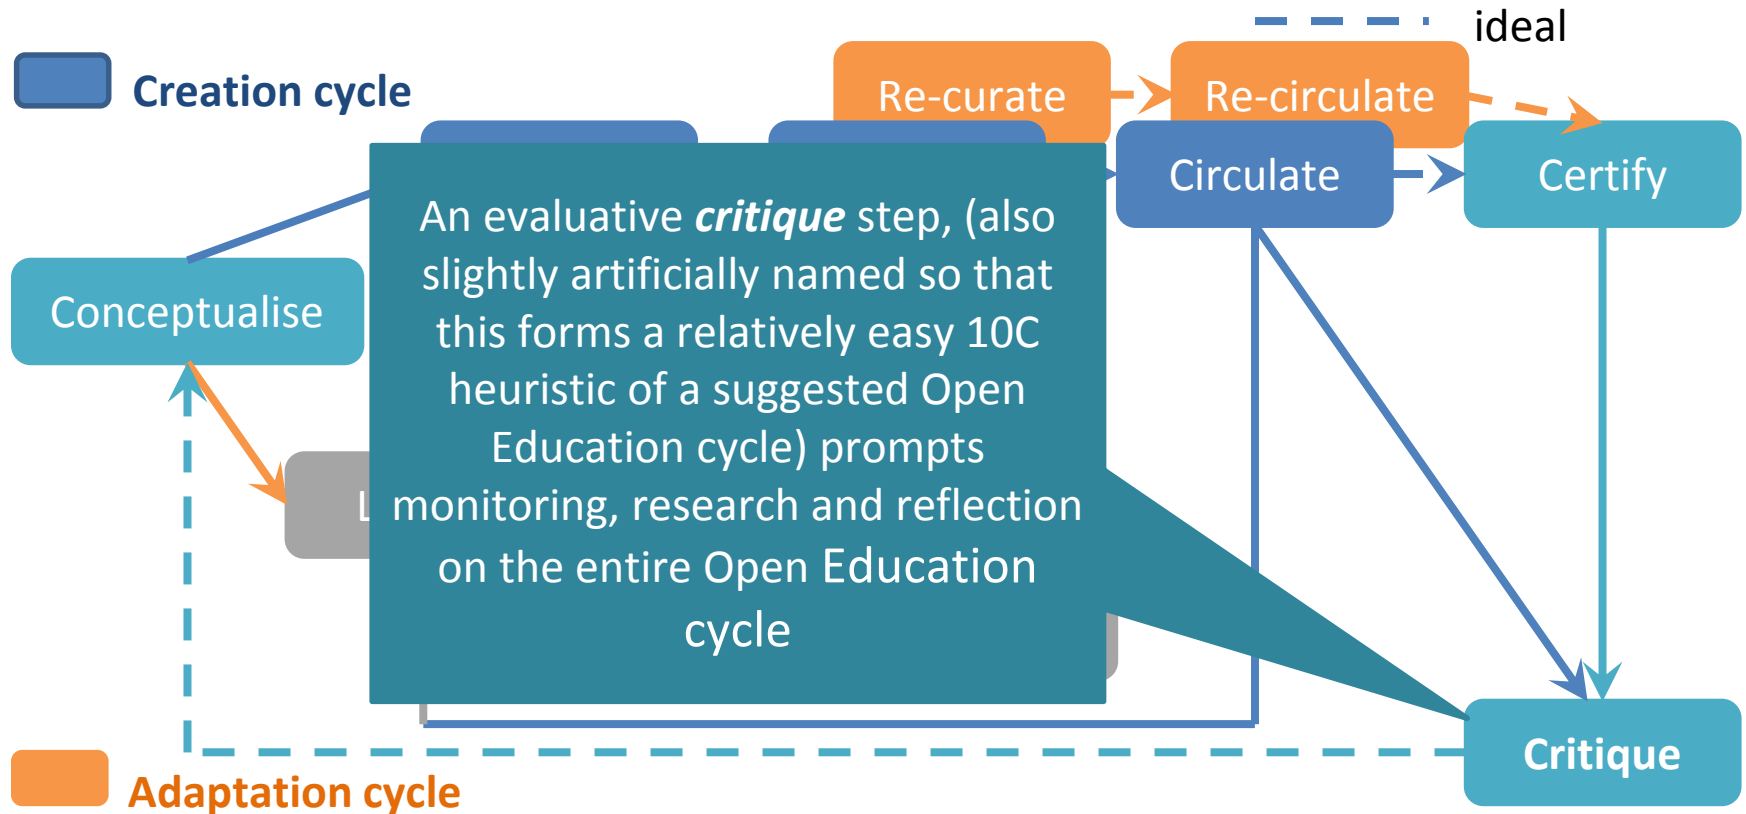 ideal
Creation cycle
Re-curate
Re-circulate
Circulate
Certify
Conceptualise
An evaluative critique step, (also
slightly artificially named so that
this forms a relatively easy 10C
heuristic of a suggested Open
Education cycle) prompts
monitoring, research and reflection
on the entire Open Education
cycle
Critique
Adaptation cycle